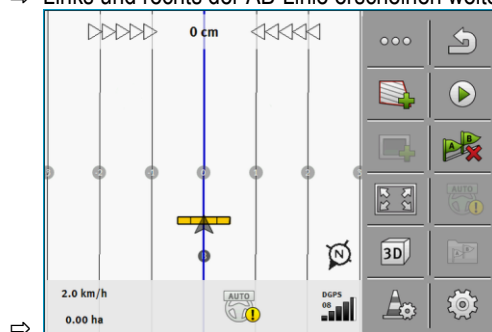 ⇨ Links und rechts der AB-Linie erscheinen weite
0 cm
A B
AUTO
N
3D
2.0 km/h
AUTO
DGPS
08
0.00 ha
⇨